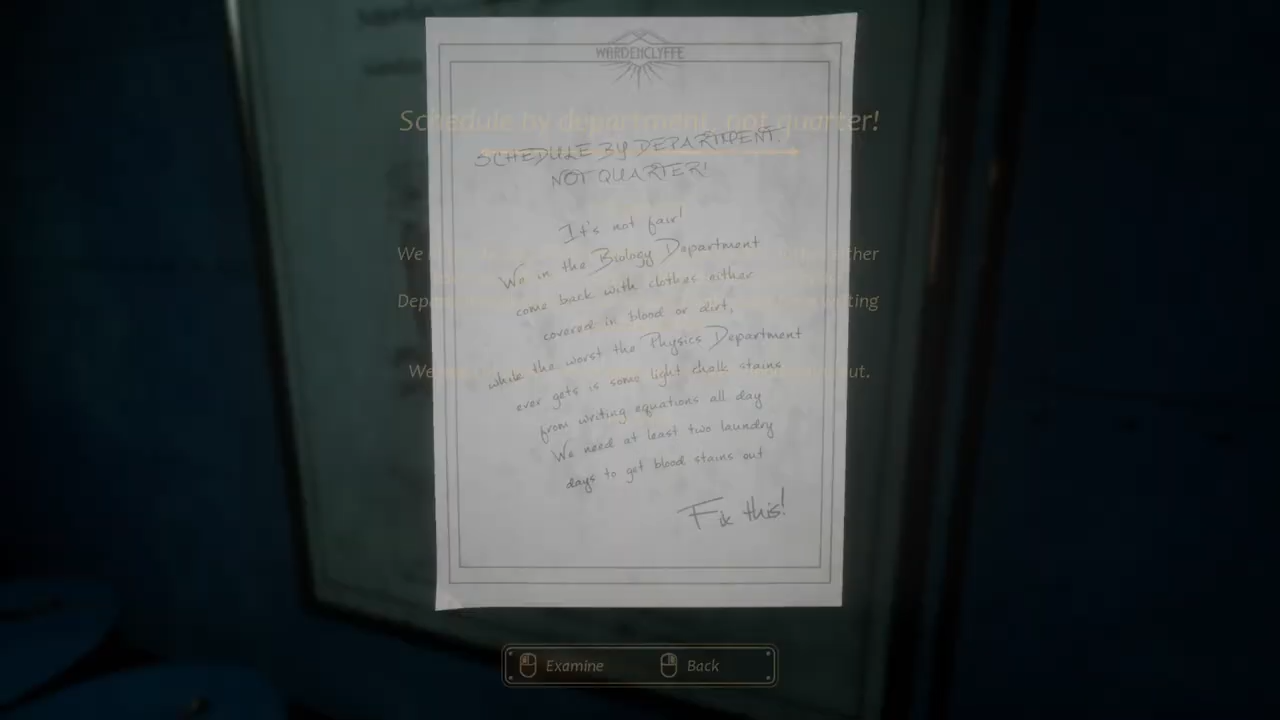 WARDENCLYFFE
Schedule by department, not quarter!
SCHEDULE BY DEPARTMENT.
NOT QUARTER!
It's not fair!
We in the Biology Department
come back with clothes either
covered in blood or dirt,
while the worst the Physics Department
ever gets is some light chalk stains
from writing equations all day
We need at least two laundry
days to get blood stains out
Fix this!
Examine
Back